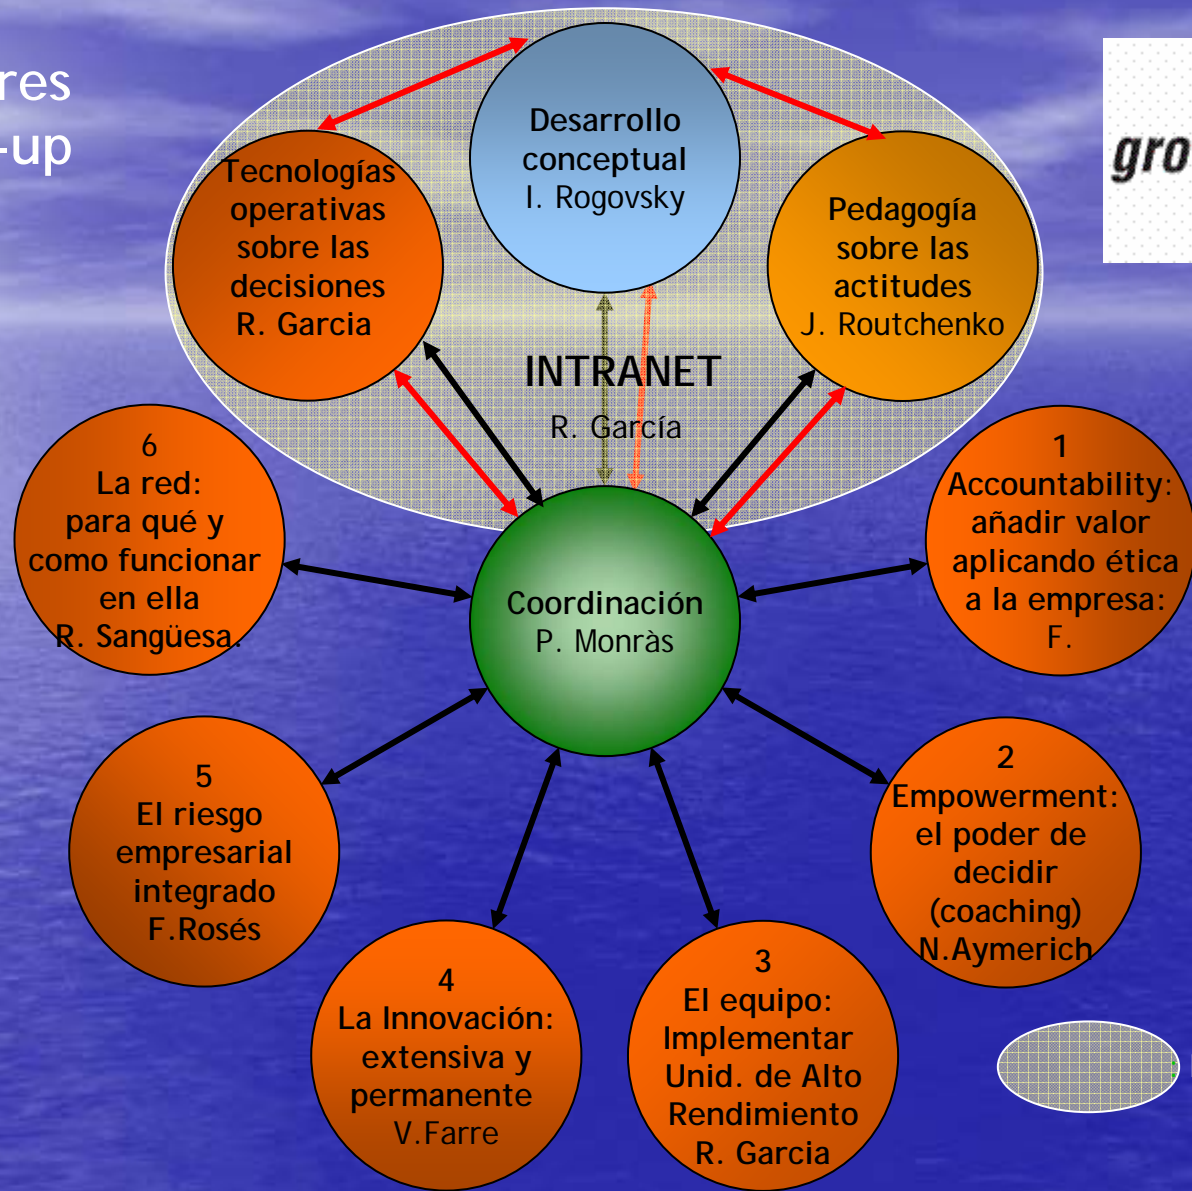 res
-up
gro
Desarrollo
conceptual
I. Rogovsky
Tecnologías
operativas
sobre las
decisiones
R. Garcia
Pedagogía
sobre las
actitudes
J. Routchenko
INTRANET
R. García
6
La red:
para qué y
como funcionar
en ella
R. Sangüesa.
1
Accountability:
añadir valor
aplicando ética
a la empresa:
F.
Coordinación
P. Monràs
5
El riesgo
empresarial
integrado
F.Rosés
2
Empowerment:
el poder de
decidir
(coaching)
N.Aymerich
4
La Innovación:
extensiva y
permanente
V.Farre
3
El equipo:
Implementar
Unid. de Alto
Rendimiento
R. Garcia